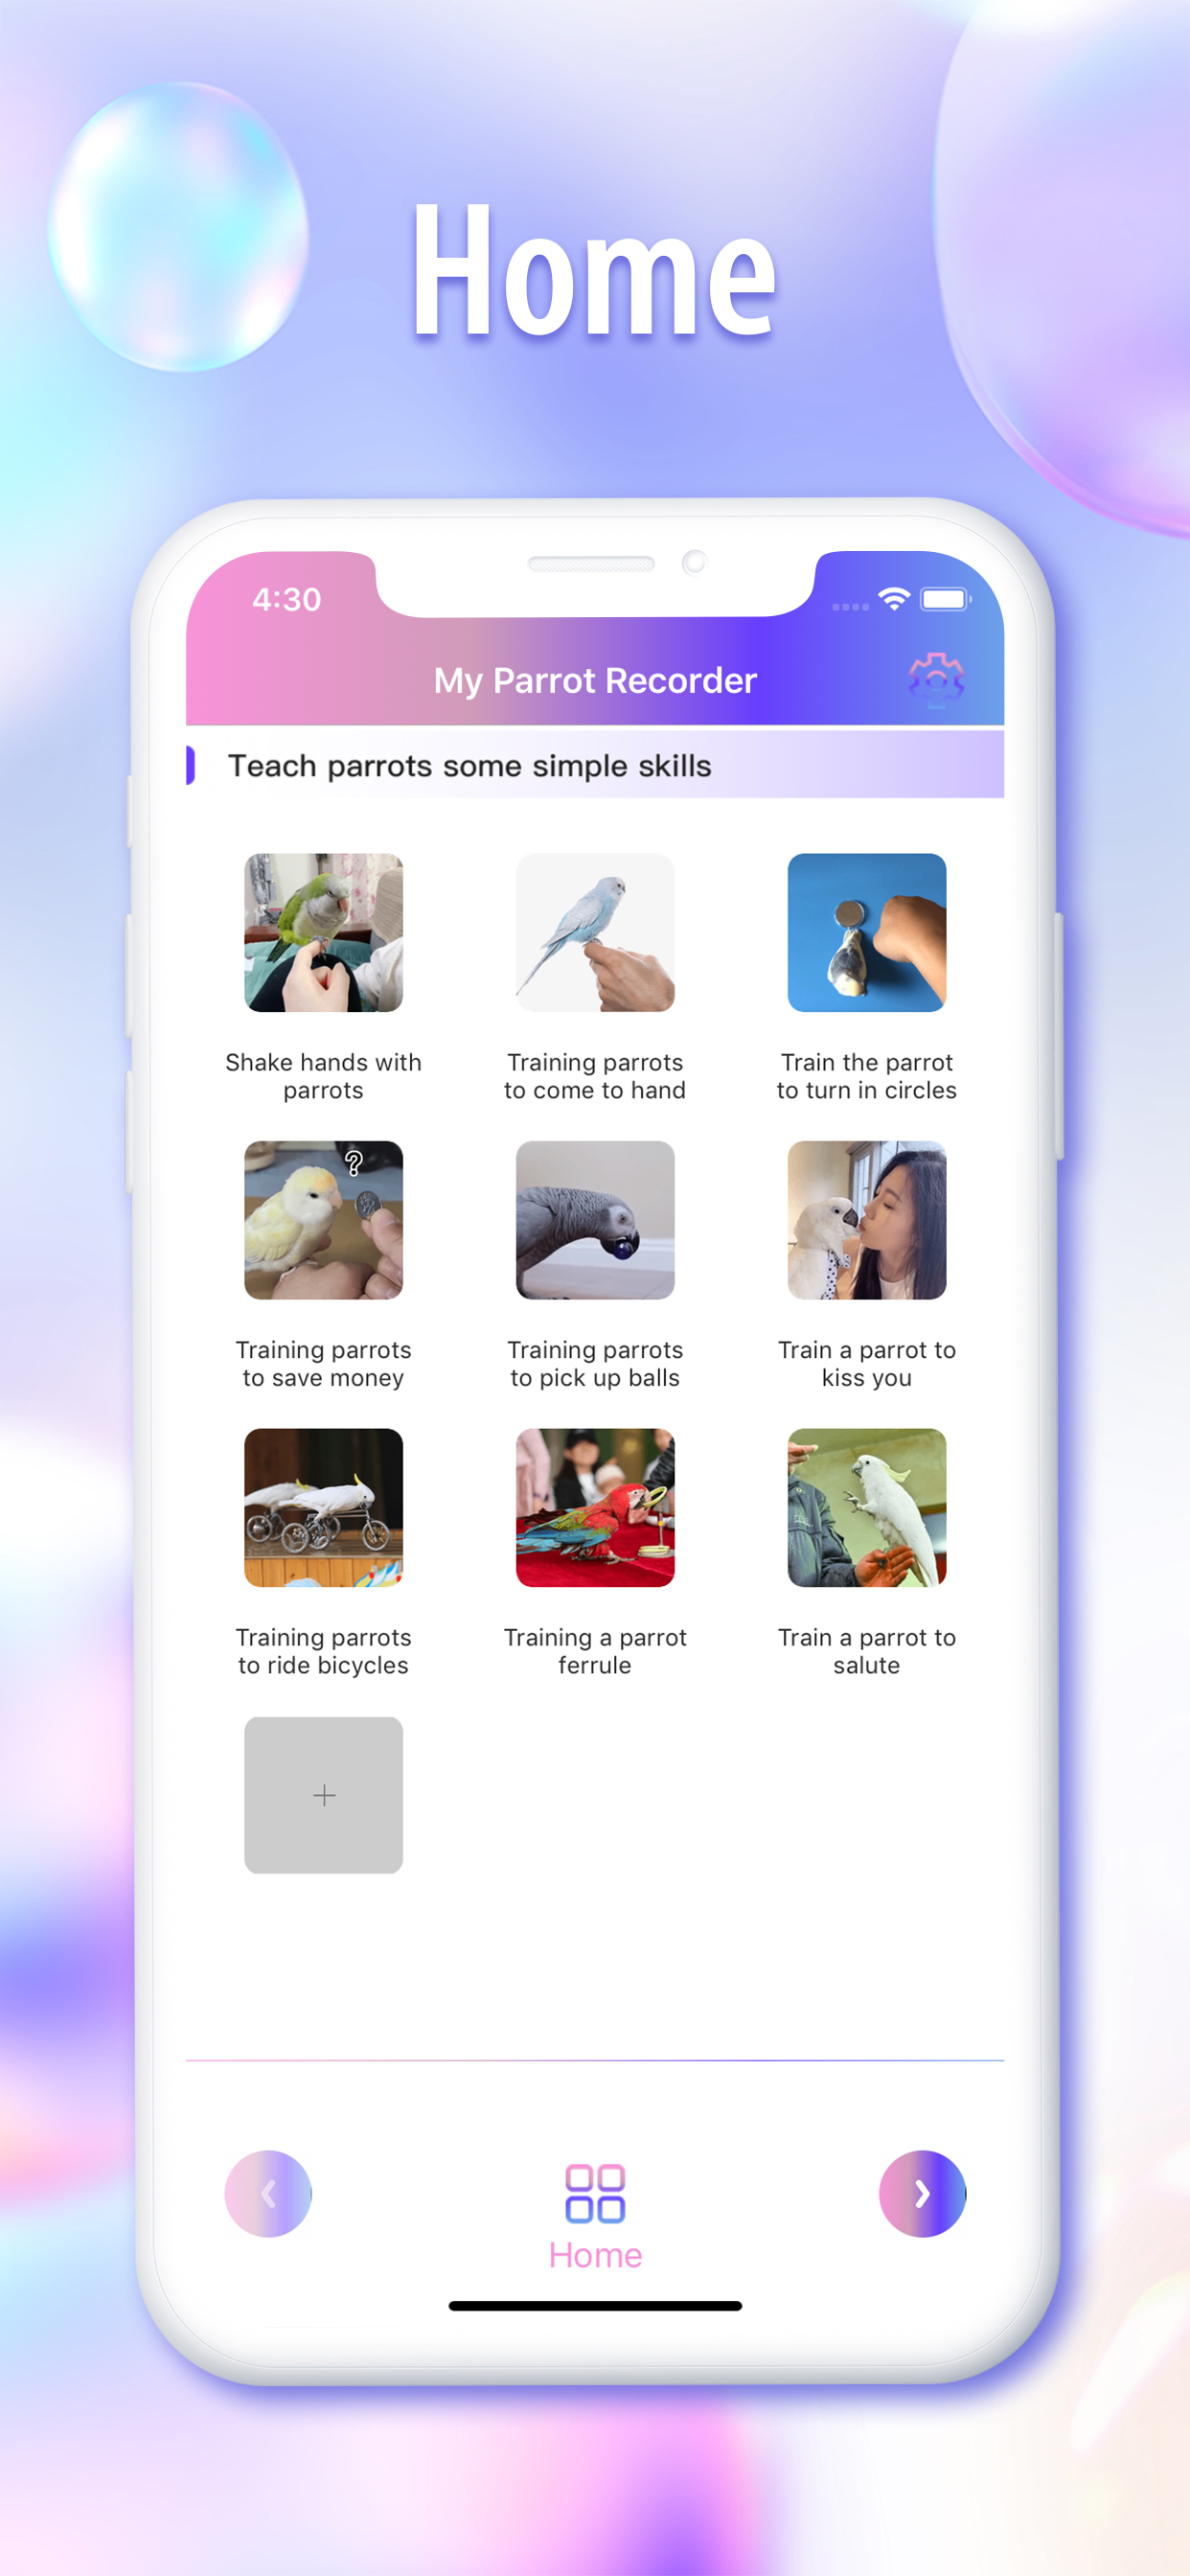 Home
4:30
My Parrot Recorder
Teach parrots some simple skills
Shake hands with
parrots
Training parrots
to come to hand
Train the parrot
to turn in circles
?
Training parrots
to save money
Training parrots
to pick up balls
Train a parrot to
kiss you
Training parrots
to ride bicycles
Training a parrot
ferrule
Train a parrot to
salute
Home